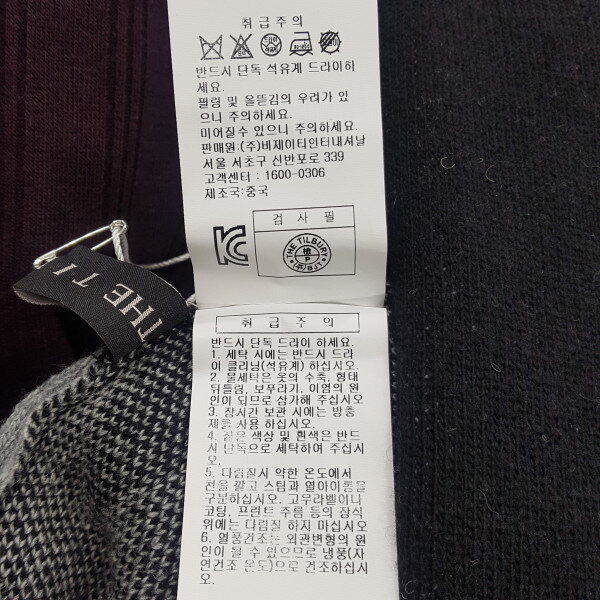 취급주의
반드시 단독 석유계 드라이하
세요.
필링 및 올뜯김의 우려가 있
으니 주의하세요.
미어질수 있으니 주의하세요.
판매원:(주)비제이티인터내셔날
서울 서초구 신반포로 339
고객센터 : 1600-0306
제조국:중국
검사필
THE TILBURY
P
(주)BJT
THE TI
취급주의
반드시 단독 드라이 하세요.
1. 세탁 시에는 반드시 드라
이 클리닝(석유계) 하십시오.
2. 물세탁은 옷의 수축, 형태
뒤틀림, 보푸라기, 이염의 원
인이 되므로 삼가해 주십시오
3. 장시간 보관 시에는 방충
제를 사용 하십시오.
4. 짙은 색상 및 흰색은 반드
시 단독으로 세탁하여 주십시
오.
5. 다림질시 약한 온도에서
천을 깔고 스팀과 열아이롱을
구분하십시오. 고무라벨이나
코팅, 프린트 주름 등의 장식
위에는 다림질 하지 마십시오
6. 열풍건조는 외관변형의 원
인이 될 수 있으므로 냉풍(자
연건조 온도)으로 건조하십시
오.